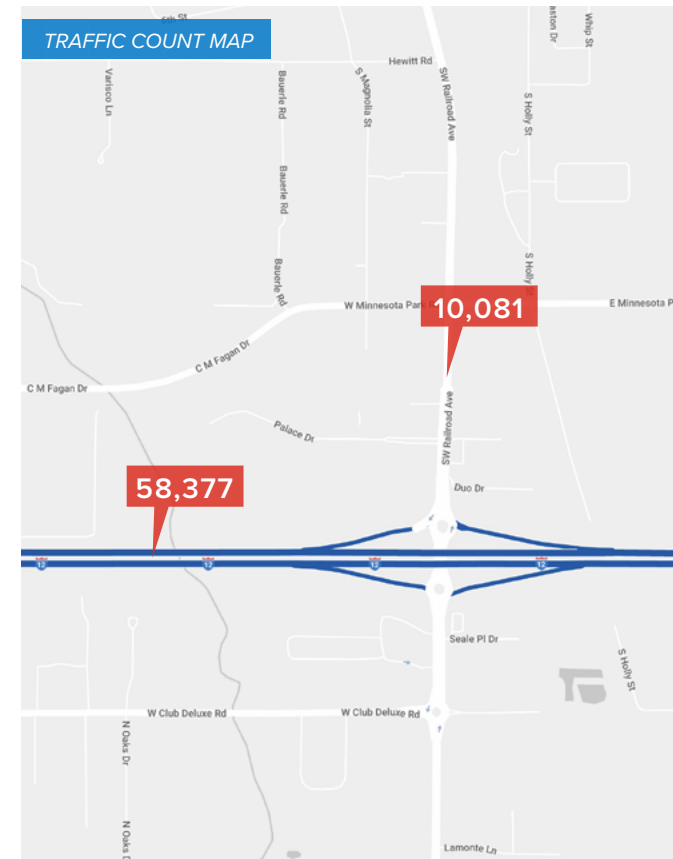 6th St
TRAFFIC COUNT MAP
Whip St
Hewitt Rd
Varisco Ln
Bauerle Rd
S Magnolia St
SW Railroad Ave
S Holly St
Bauerle Rd
Bauerle Rd
S Holly St
W Minnesota Park
10,081
E Minnesota P
C M Fagan Dr
C M Fagan Dr
SW Railroad Ave
Palace Dr
58,377
Duo Dr
12
12
12
12
Seale Pl Dr
S Holly St
W Club Deluxe Rd
W Club Deluxe Rd
N Oaks Dr
N Oaks D
Lamonte Ln